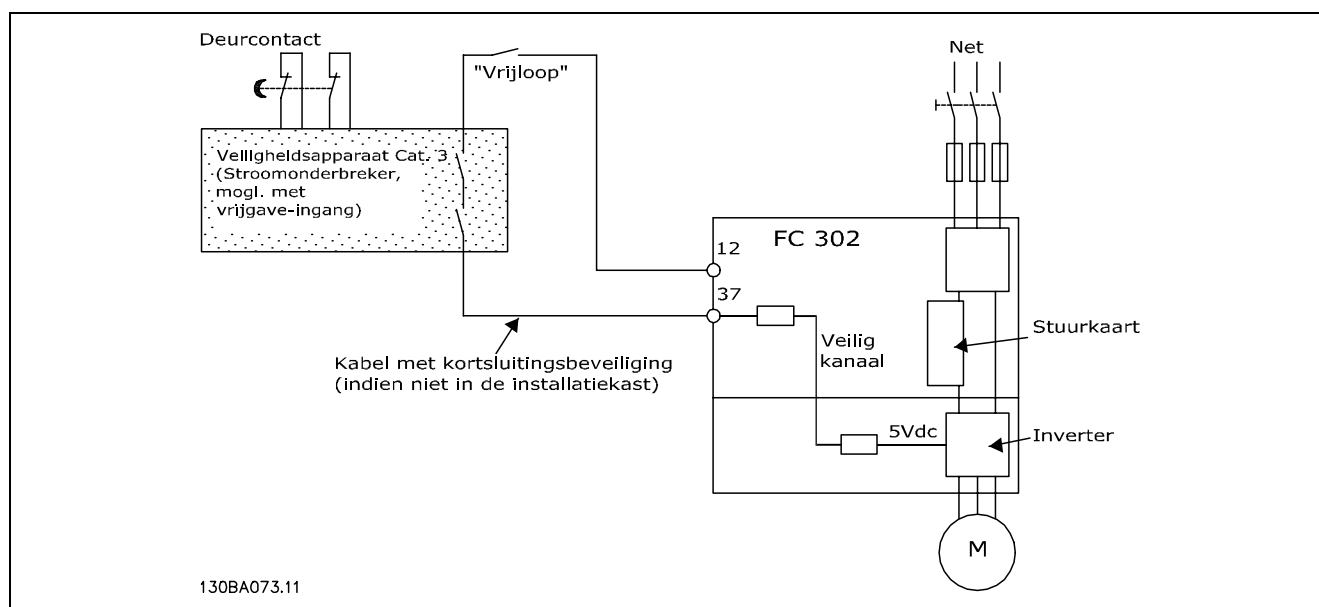 Deurcontact
"Vrijloop"
Net
Veiligheidsapparaat Cat. 3
(Stroomonderbreker,
mogl. met
vrijgave-ingang)
FC 302
12
37
Veilig
kanaal
Stuurkaart
Kabel met kortsluitingsbeveiliging
(indien niet in de installatiekast)
5Vdc
Inverter
M
130BA073.11